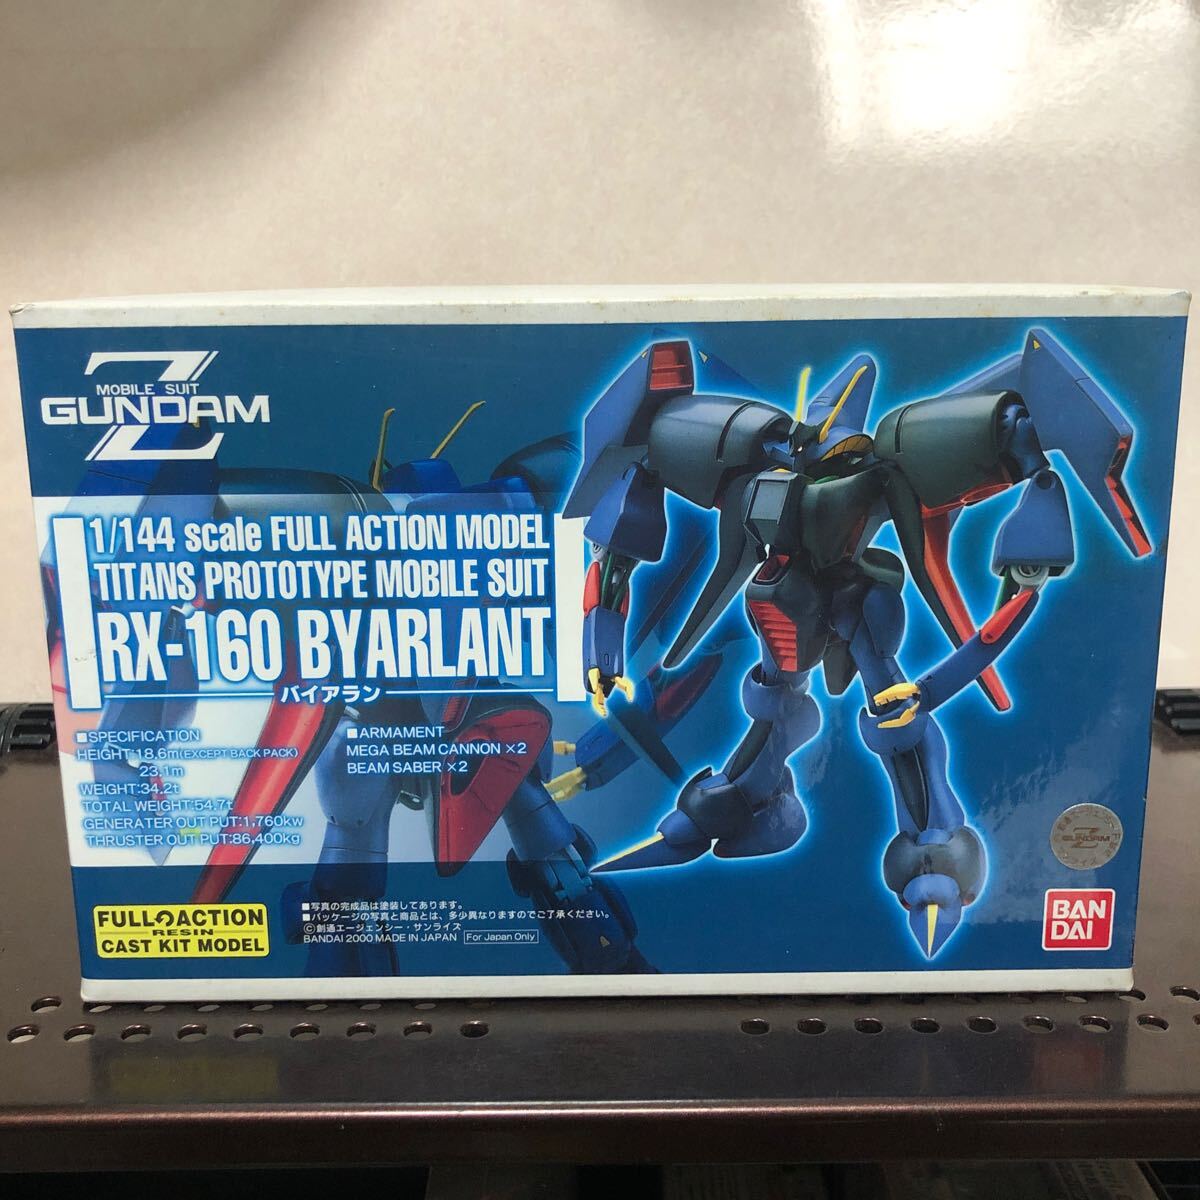 MOBILE SUIT
Z
GUNDAM
1/144 scale FULL ACTION MODEL
TITANS PROTOTYPE MOBILE SUIT
RX-160 BYARLANT
バイアラン
■SPECIFICATION
HEIGHT:18.6m(EXCEPT BACK PACK)
23.1m
WEIGHT:34.2t
TOTAL WEIGHT:54.7t
GENERATER OUT PUT:1,760kw
THRUSTER OUT PUT:86,400kg
■ARMAMENT
MEGA BEAM CANNON ×2
BEAM SABER ×2
FULL ACTION
RESIN
CAST KIT MODEL
■写真の完成品は塗装してあります。
■パッケージの写真と商品とは、多少異なりますのでご了承ください。
©創通エージェンシー・サンライズ
BANDAI 2000 MADE IN JAPAN For Japan Only
Z
GUNDAM
BAN
DAI